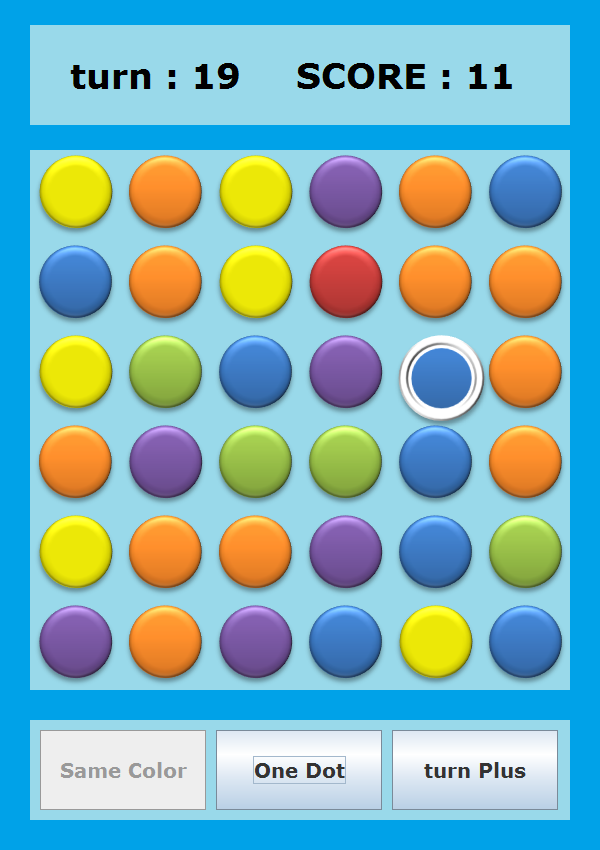 turn : 19 SCORE : 11
Same Color One Dot turn Plus